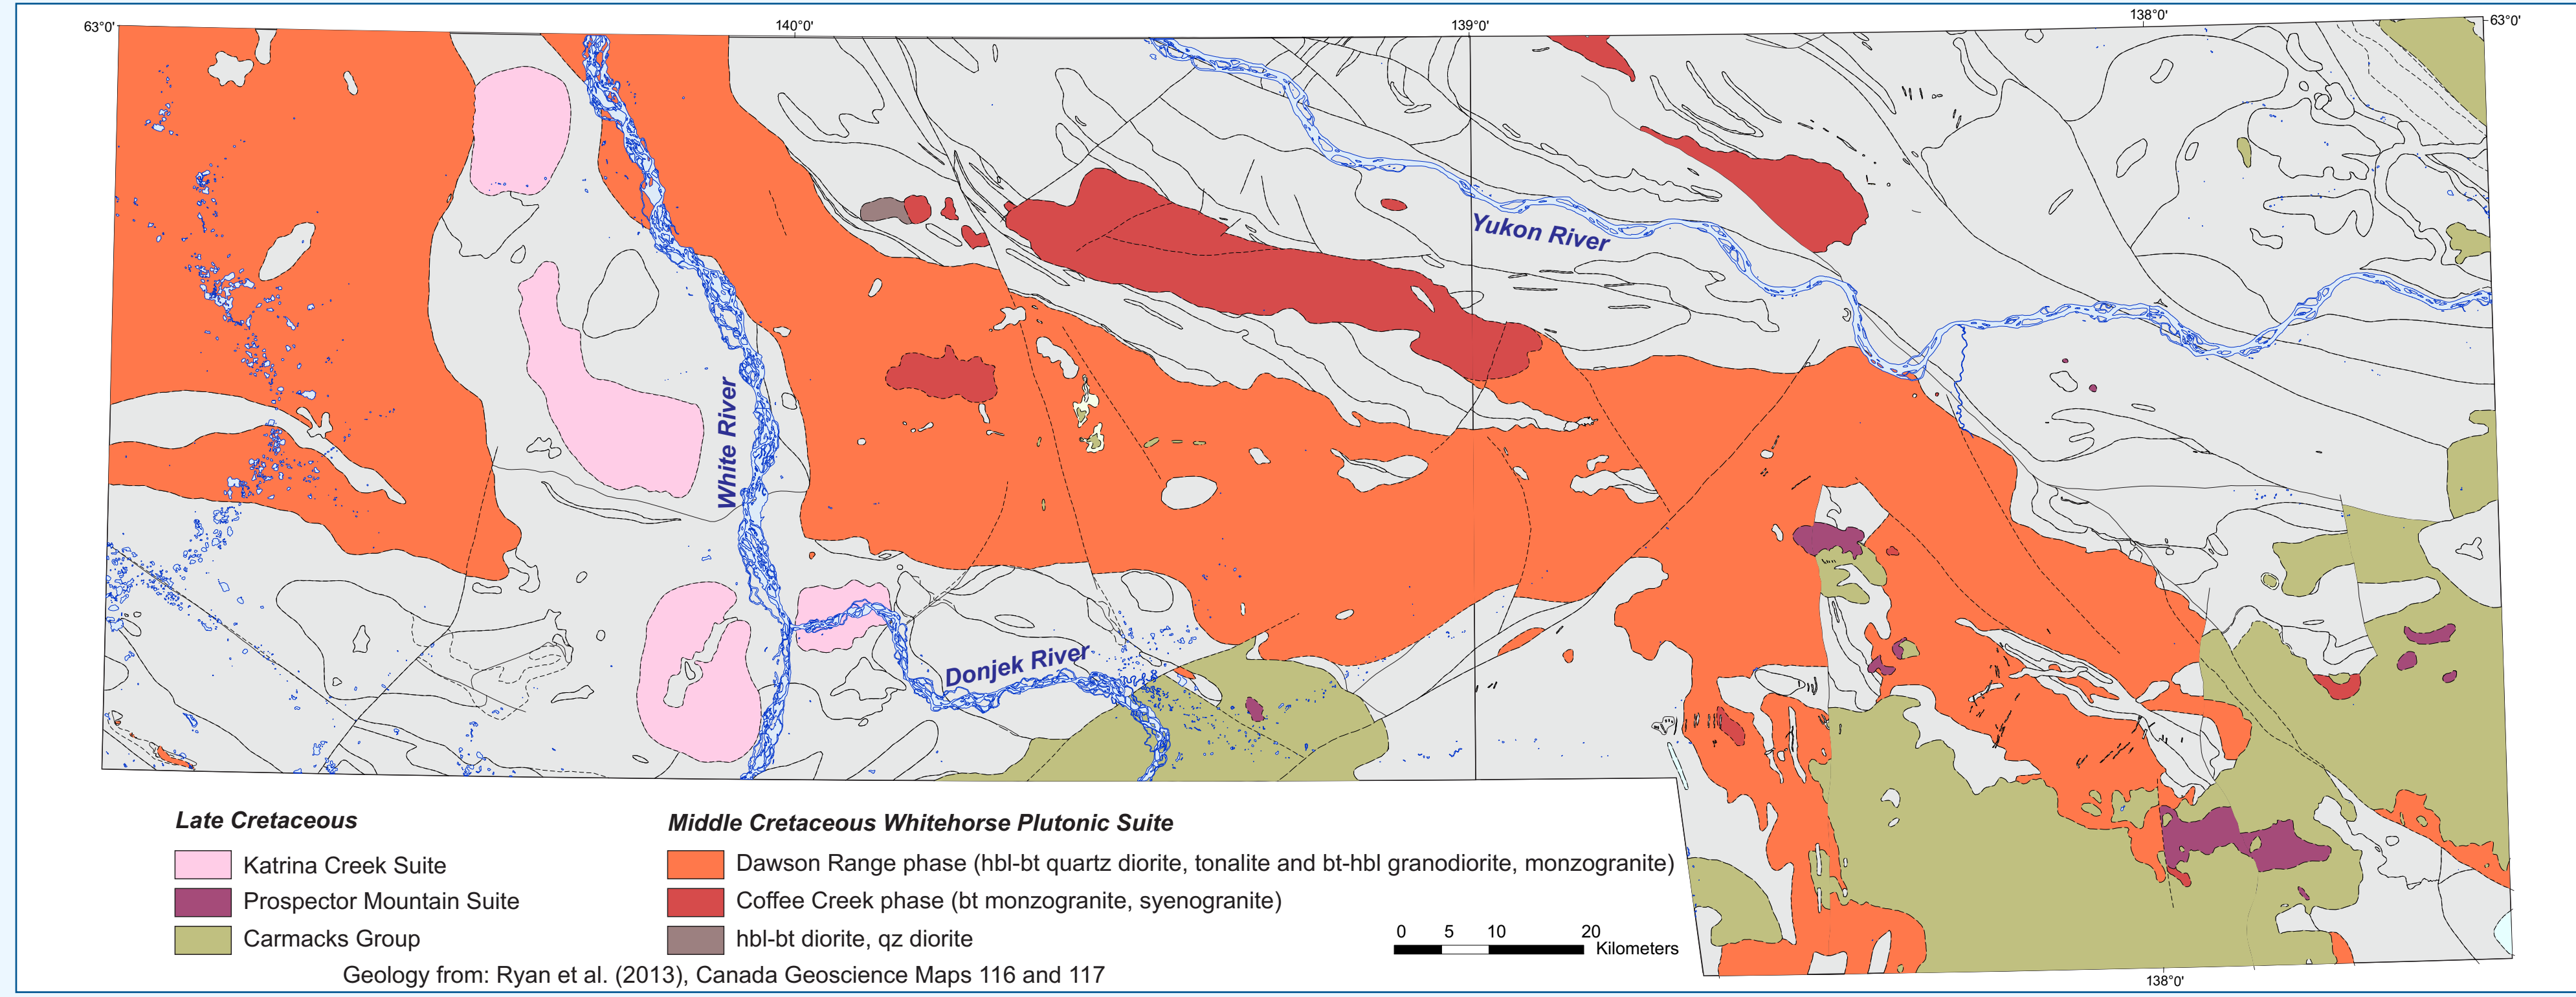 63°0'
140°0'
139°0'
138°0'
63°0'
Yukon River
White River
Donjek River
Late Cretaceous
Katrina Creek Suite
Prospector Mountain Suite
Carmacks Group
Middle Cretaceous Whitehorse Plutonic Suite
Dawson Range phase (hbl-bt quartz diorite, tonalite and bt-hbl granodiorite, monzogranite)
Coffee Creek phase (bt monzogranite, syenogranite)
hbl-bt diorite, qz diorite
Geology from: Ryan et al. (2013), Canada Geoscience Maps 116 and 117
0 5 10 20
Kilometers
138°0'